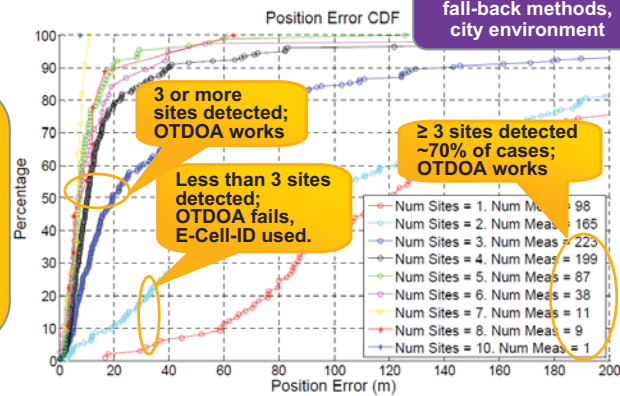 Position Error CDF
fall-back methods,
city environment
100
90
80
70
60
50
40
30
20
10
0
Percentage
3 or more
sites detected;
OTDOA works
Less than 3 sites
detected;
OTDOA fails,
E-Cell-ID used.
≥ 3 sites detected
~70% of cases;
OTDOA works
Num Sites = 1. Num Meas = 98
Num Sites = 2. Num Meas = 165
Num Sites = 3. Num Meas = 223
Num Sites = 4. Num Meas = 199
Num Sites = 5. Num Meas = 87
Num Sites = 6. Num Meas = 38
Num Sites = 7. Num Meas = 11
Num Sites = 8. Num Meas = 9
Num Sites = 10. Num Meas = 1
0 20 40 60 80 100 120 140 160 180 200
Position Error (m)